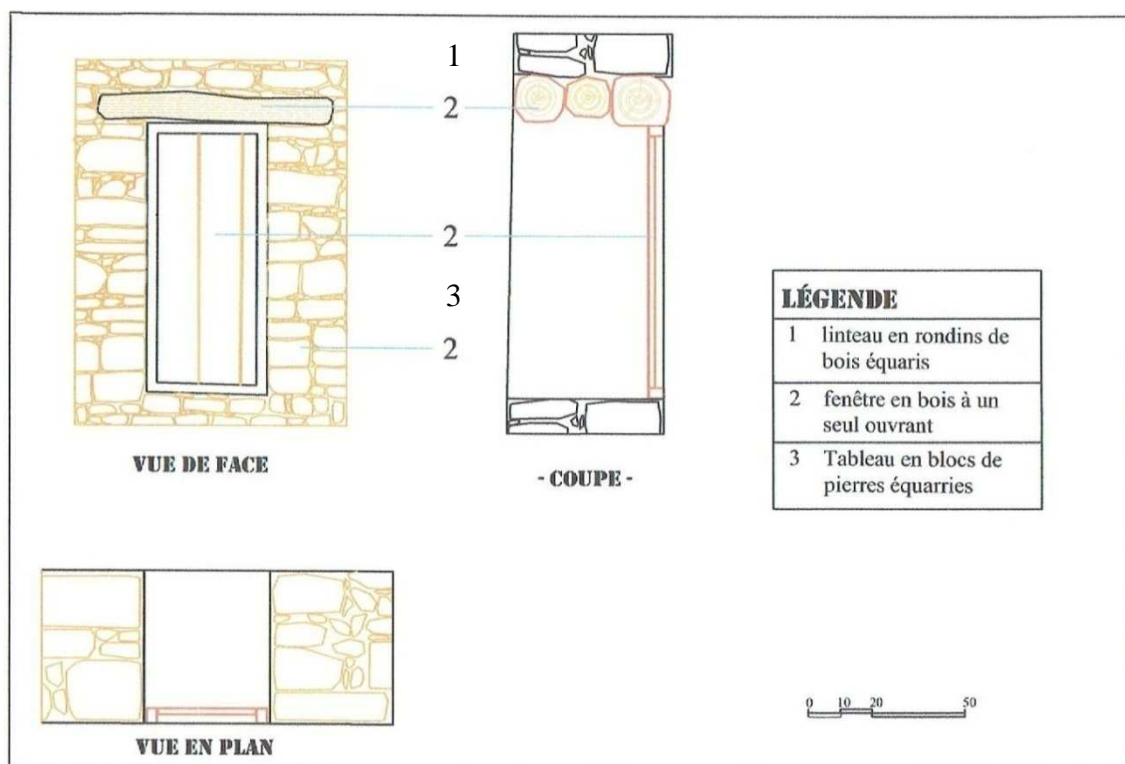 1
2
2
3
2
VUE DE FACE
- COUPE -
LÉGENDE
1 linteau en rondins de
bois équaris
2 fenêtre en bois à un
seul ouvrant
3 Tableau en blocs de
pierres équarries
VUE EN PLAN
0 10 20 50